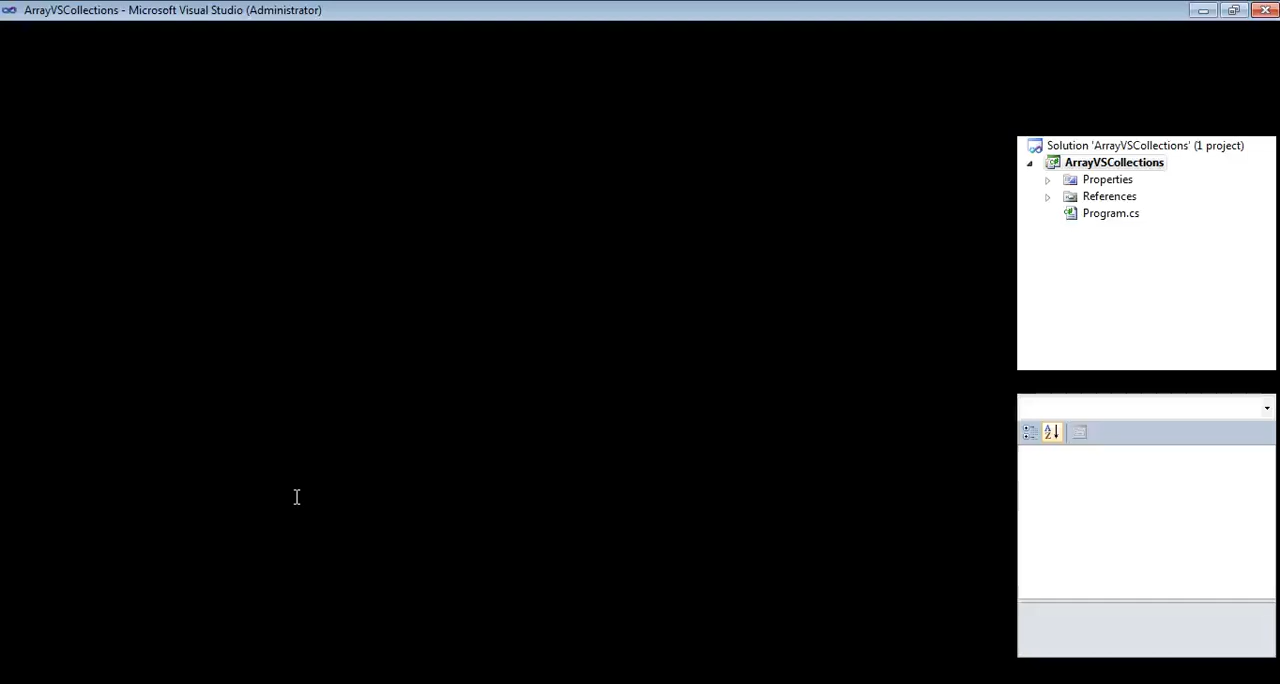 ArrayVSCollections - Microsoft Visual Studio (Administrator)
Solution 'ArrayVSCollections' (1 project)
ArrayVSCollections
Properties
References
Program.cs